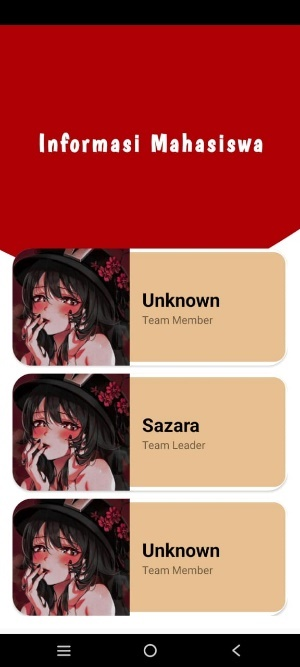 Informasi Mahasiswa
Unknown
Team Member
Sazara
Team Leader
Unknown
Team Member